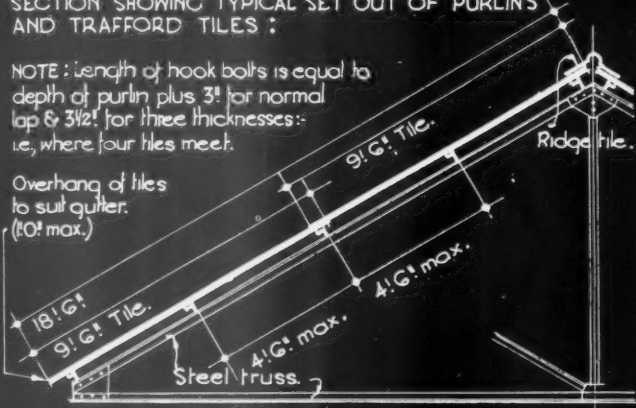 SECTION SHOWING TYPICAL SET OUT OF PURLINS
AND TRAFFORD TILES :
NOTE : Length of hook bolts is equal to
depth of purlin plus 3" for normal
lap & 3½" for three thicknesses:-
i.e., where four tiles meet.
Overhang of tiles
to suit gutter.
(1'0" max.)
9'.6" Tile.
Ridge tile.
18'.6"
9'.6" Tile.
4'.6" max.
4'.6" max.
Steel truss.